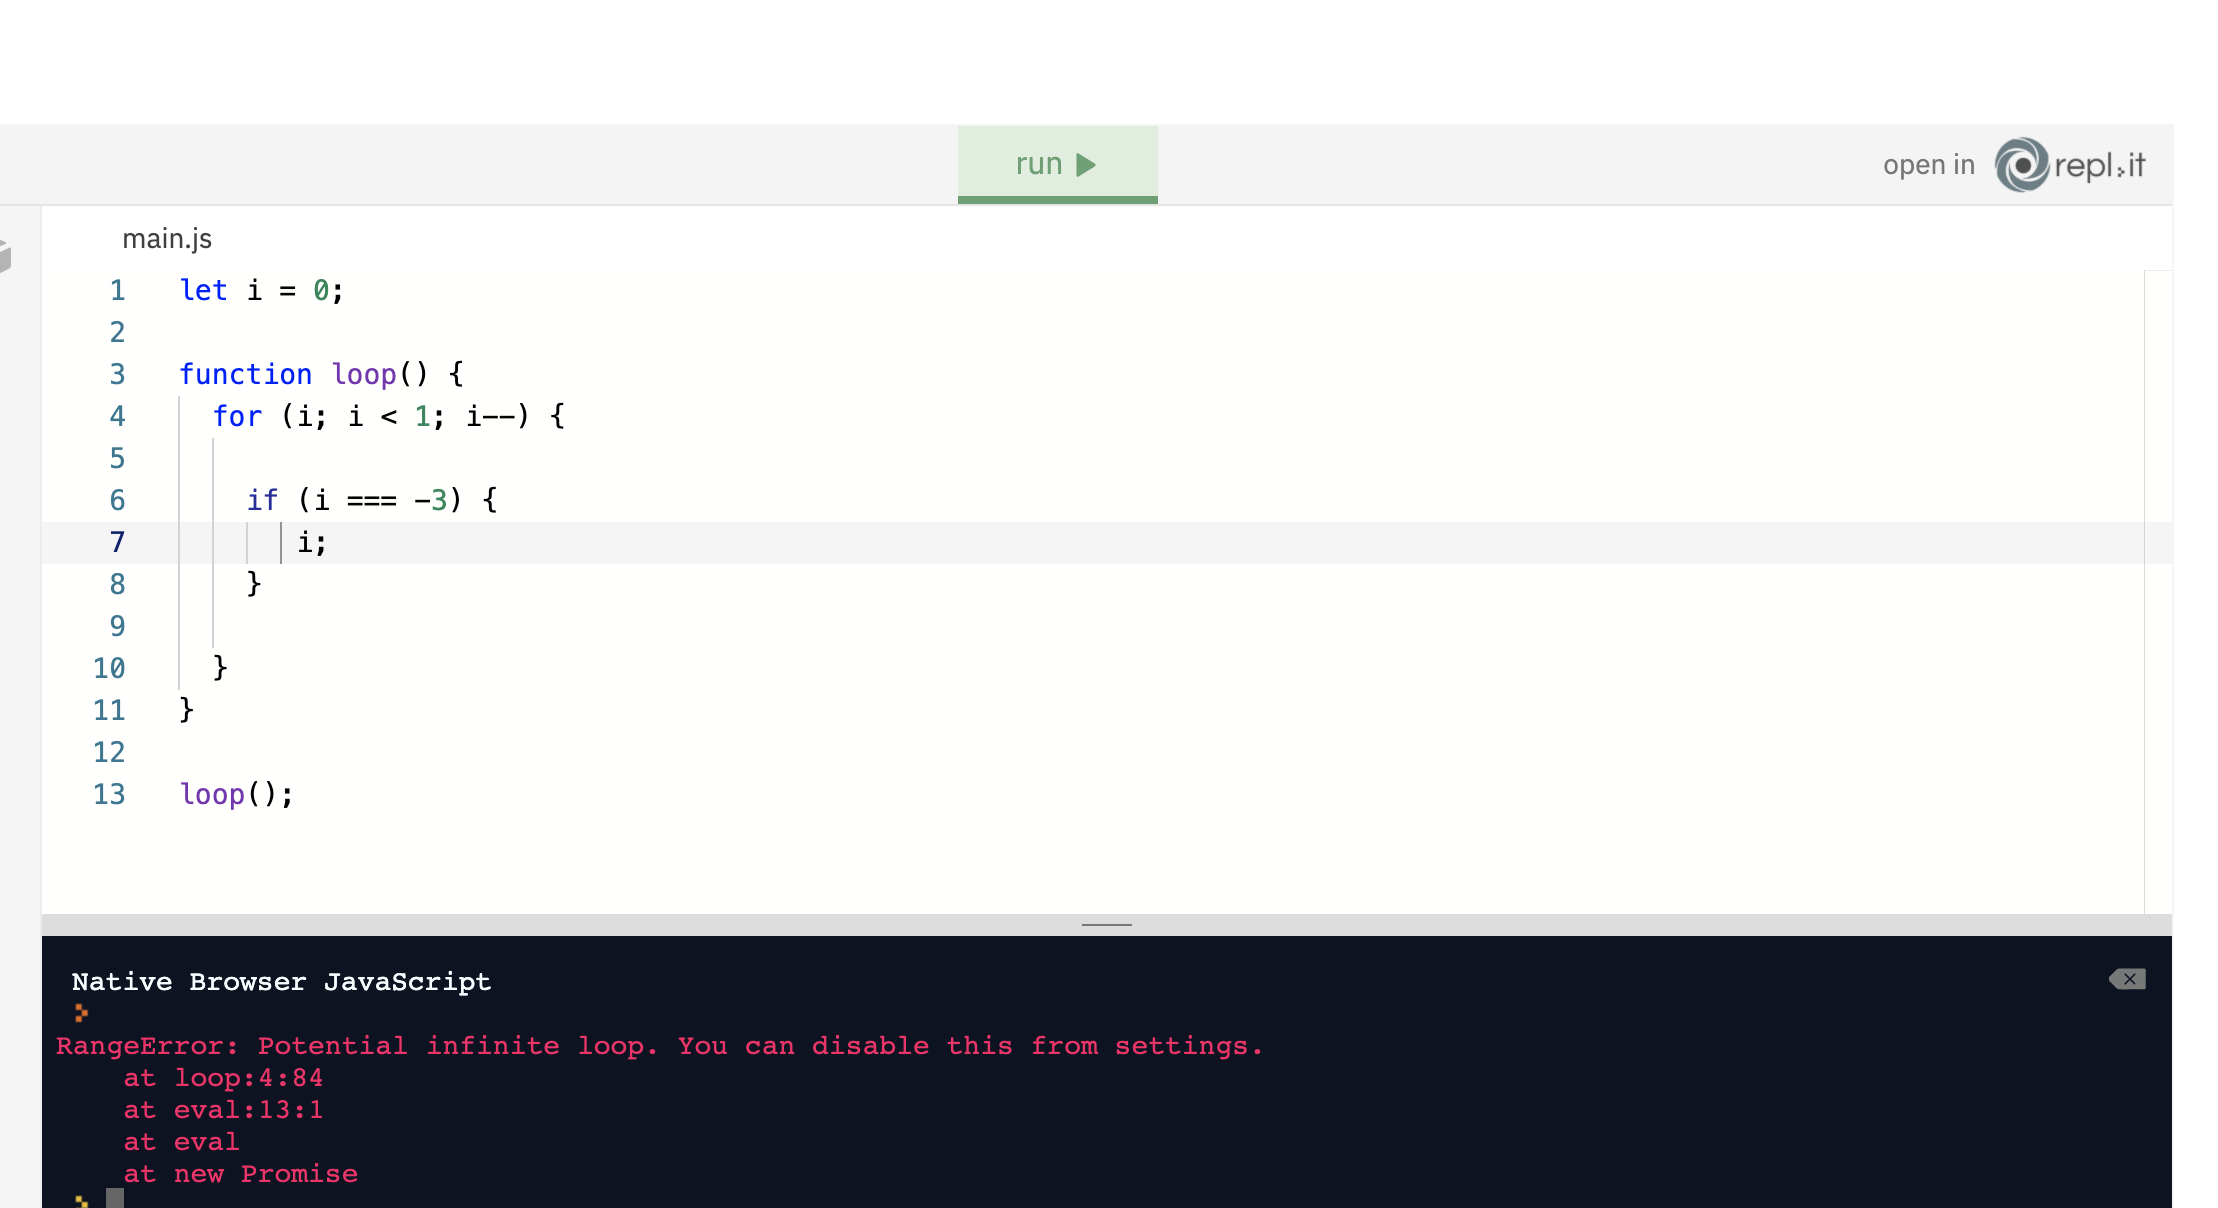 run
open in repl.it
main.js
1 let i = 0;
2
3 function loop() {
4 for (i; i < 1; i--) {
5
6 if (i === -3) {
7 i;
8 }
9
10 }
11 }
12
13 loop();
Native Browser JavaScript
RangeError: Potential infinite loop. You can disable this from settings.
at loop:4:84
at eval:13:1
at eval
at new Promise